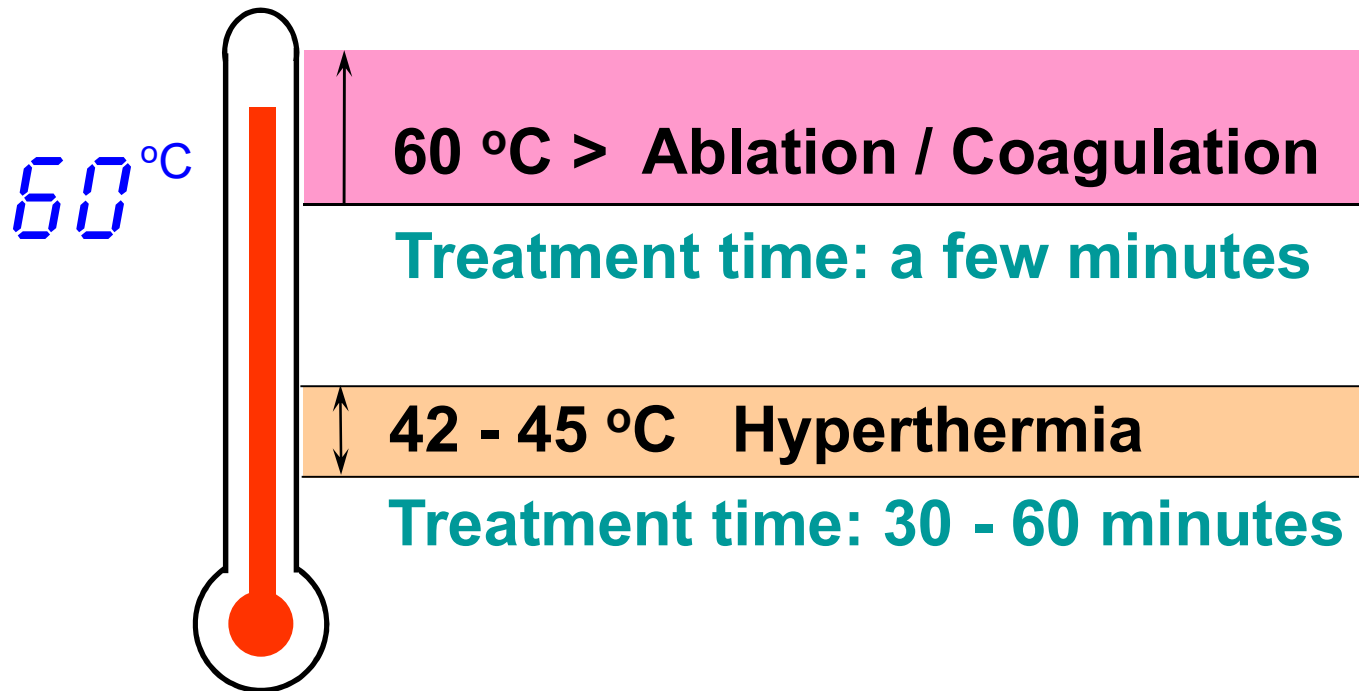 60 °C
60 °C > Ablation / Coagulation
Treatment time: a few minutes
42 - 45 °C Hyperthermia
Treatment time: 30 - 60 minutes